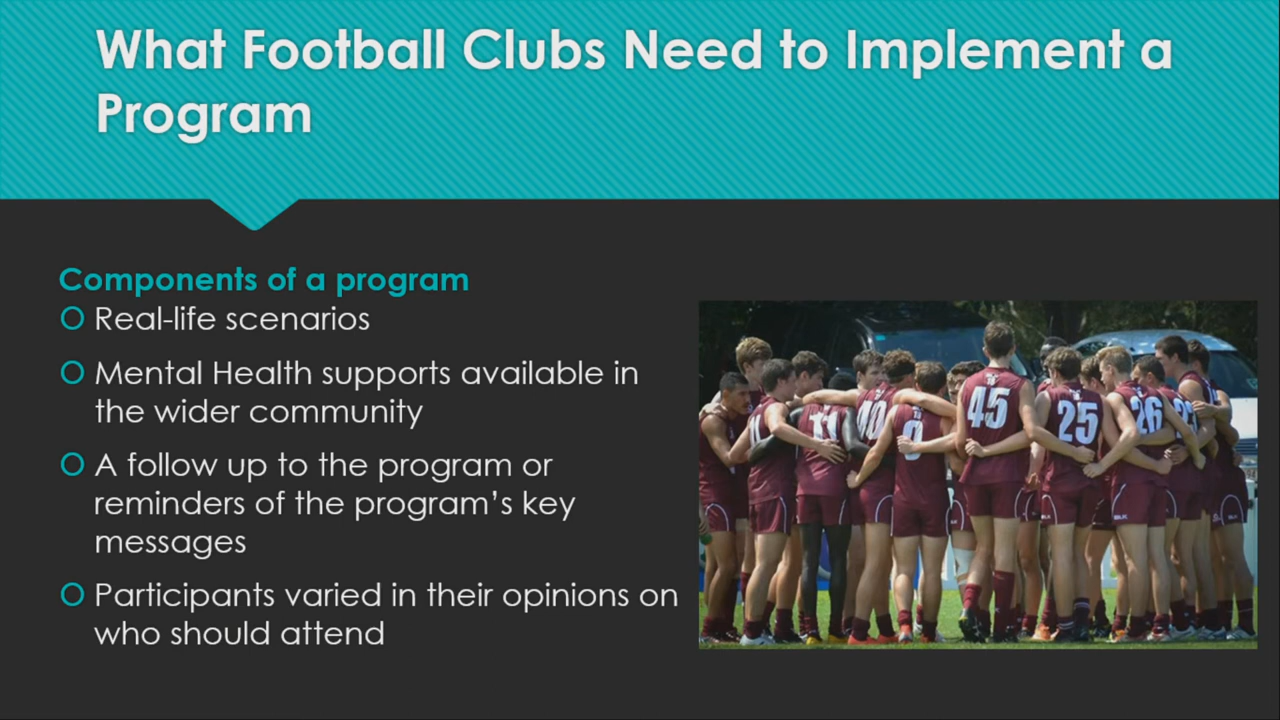 What Football Clubs Need to Implement a
Program
Components of a program
Real-life scenarios
Mental Health supports available in
the wider community
A follow up to the program or
reminders of the program's key
messages
Participants varied in their opinions on
who should attend
45
25
26
11
40
9